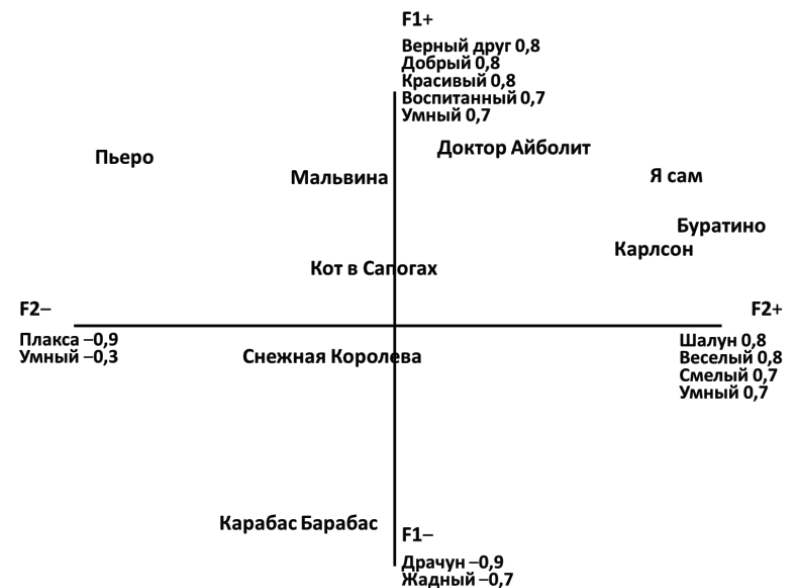 F1+
Верный друг 0,8
Добрый 0,8
Красивый 0,8
Воспитанный 0,7
Умный 0,7
Доктор Айболит
Пьеро
Мальвина
Я сам
Буратино
Карлсон
Кот в Сапогах
F2–
F2+
Плакса –0,9
Умный –0,3
Снежная Королева
Шалун 0,8
Веселый 0,8
Смелый 0,7
Умный 0,7
Карабас Барабас
F1–
Драчун –0,9
Жадный –0,7